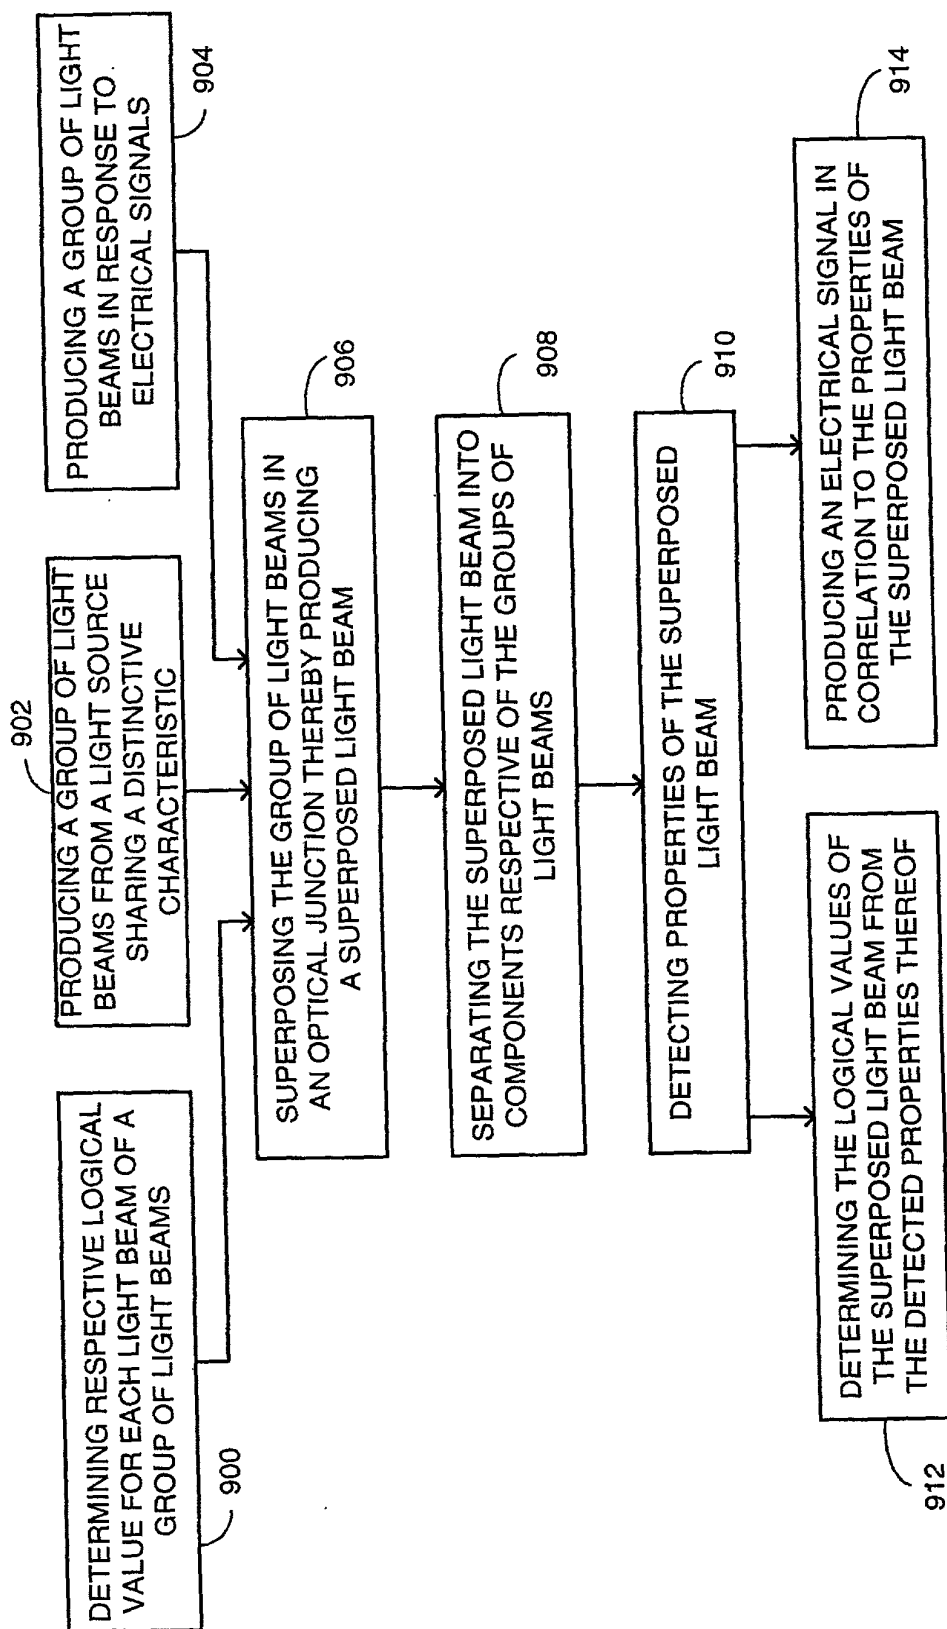 DETERMINING RESPECTIVE LOGICAL
VALUE FOR EACH LIGHT BEAM OF A
GROUP OF LIGHT BEAMS
900
902
PRODUCING A GROUP OF LIGHT
BEAMS FROM A LIGHT SOURCE
SHARING A DISTINCTIVE
CHARACTERISTIC
PRODUCING A GROUP OF LIGHT
BEAMS IN RESPONSE TO
ELECTRICAL SIGNALS
904
SUPERPOSING THE GROUP OF LIGHT BEAMS IN
AN OPTICAL JUNCTION THEREBY PRODUCING
A SUPERPOSED LIGHT BEAM
906
SEPARATING THE SUPERPOSED LIGHT BEAM INTO
COMPONENTS RESPECTIVE OF THE GROUPS OF
LIGHT BEAMS
908
DETECTING PROPERTIES OF THE SUPERPOSED
LIGHT BEAM
910
DETERMINING THE LOGICAL VALUES OF
THE SUPERPOSED LIGHT BEAM FROM
THE DETECTED PROPERTIES THEREOF
912
PRODUCING AN ELECTRICAL SIGNAL IN
CORRELATION TO THE PROPERTIES OF
THE SUPERPOSED LIGHT BEAM
914